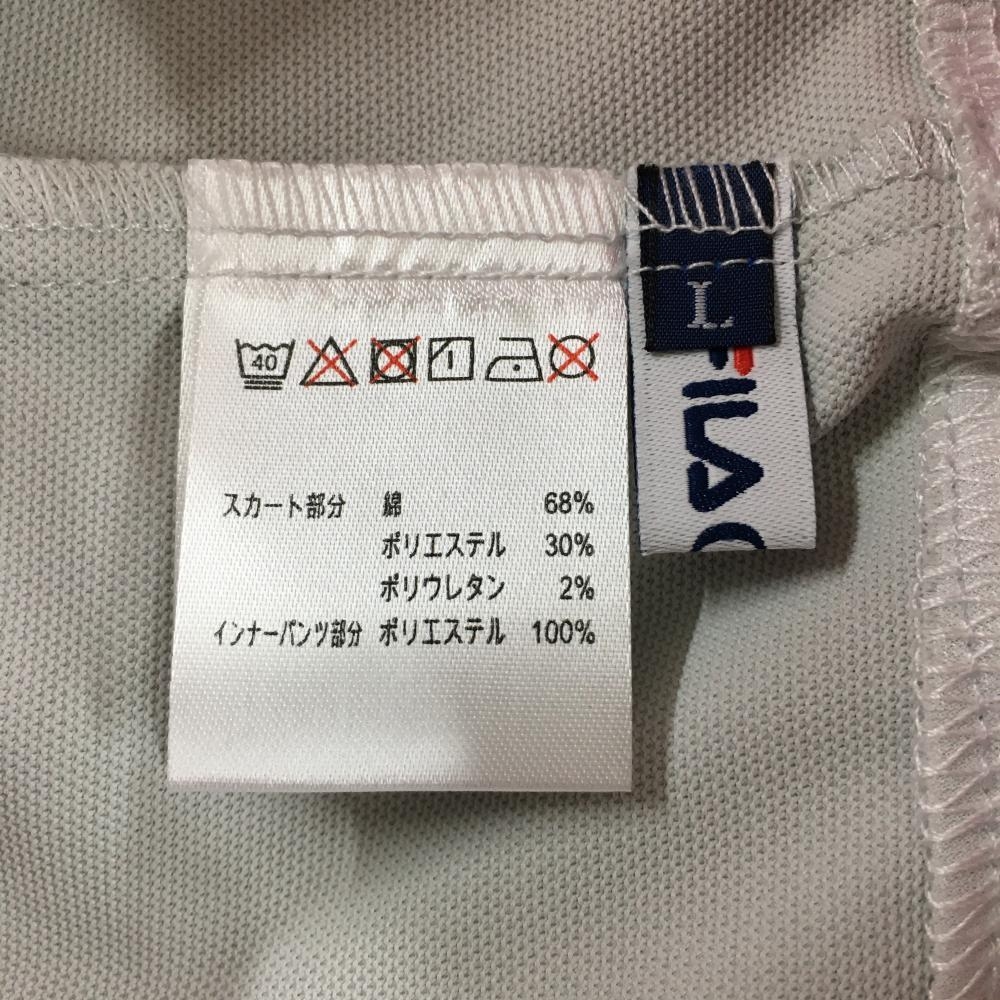 L
FILA
40
スカート部分 綿 68%
ポリエステル 30%
ポリウレタン 2%
インナーパンツ部分 ポリエステル 100%